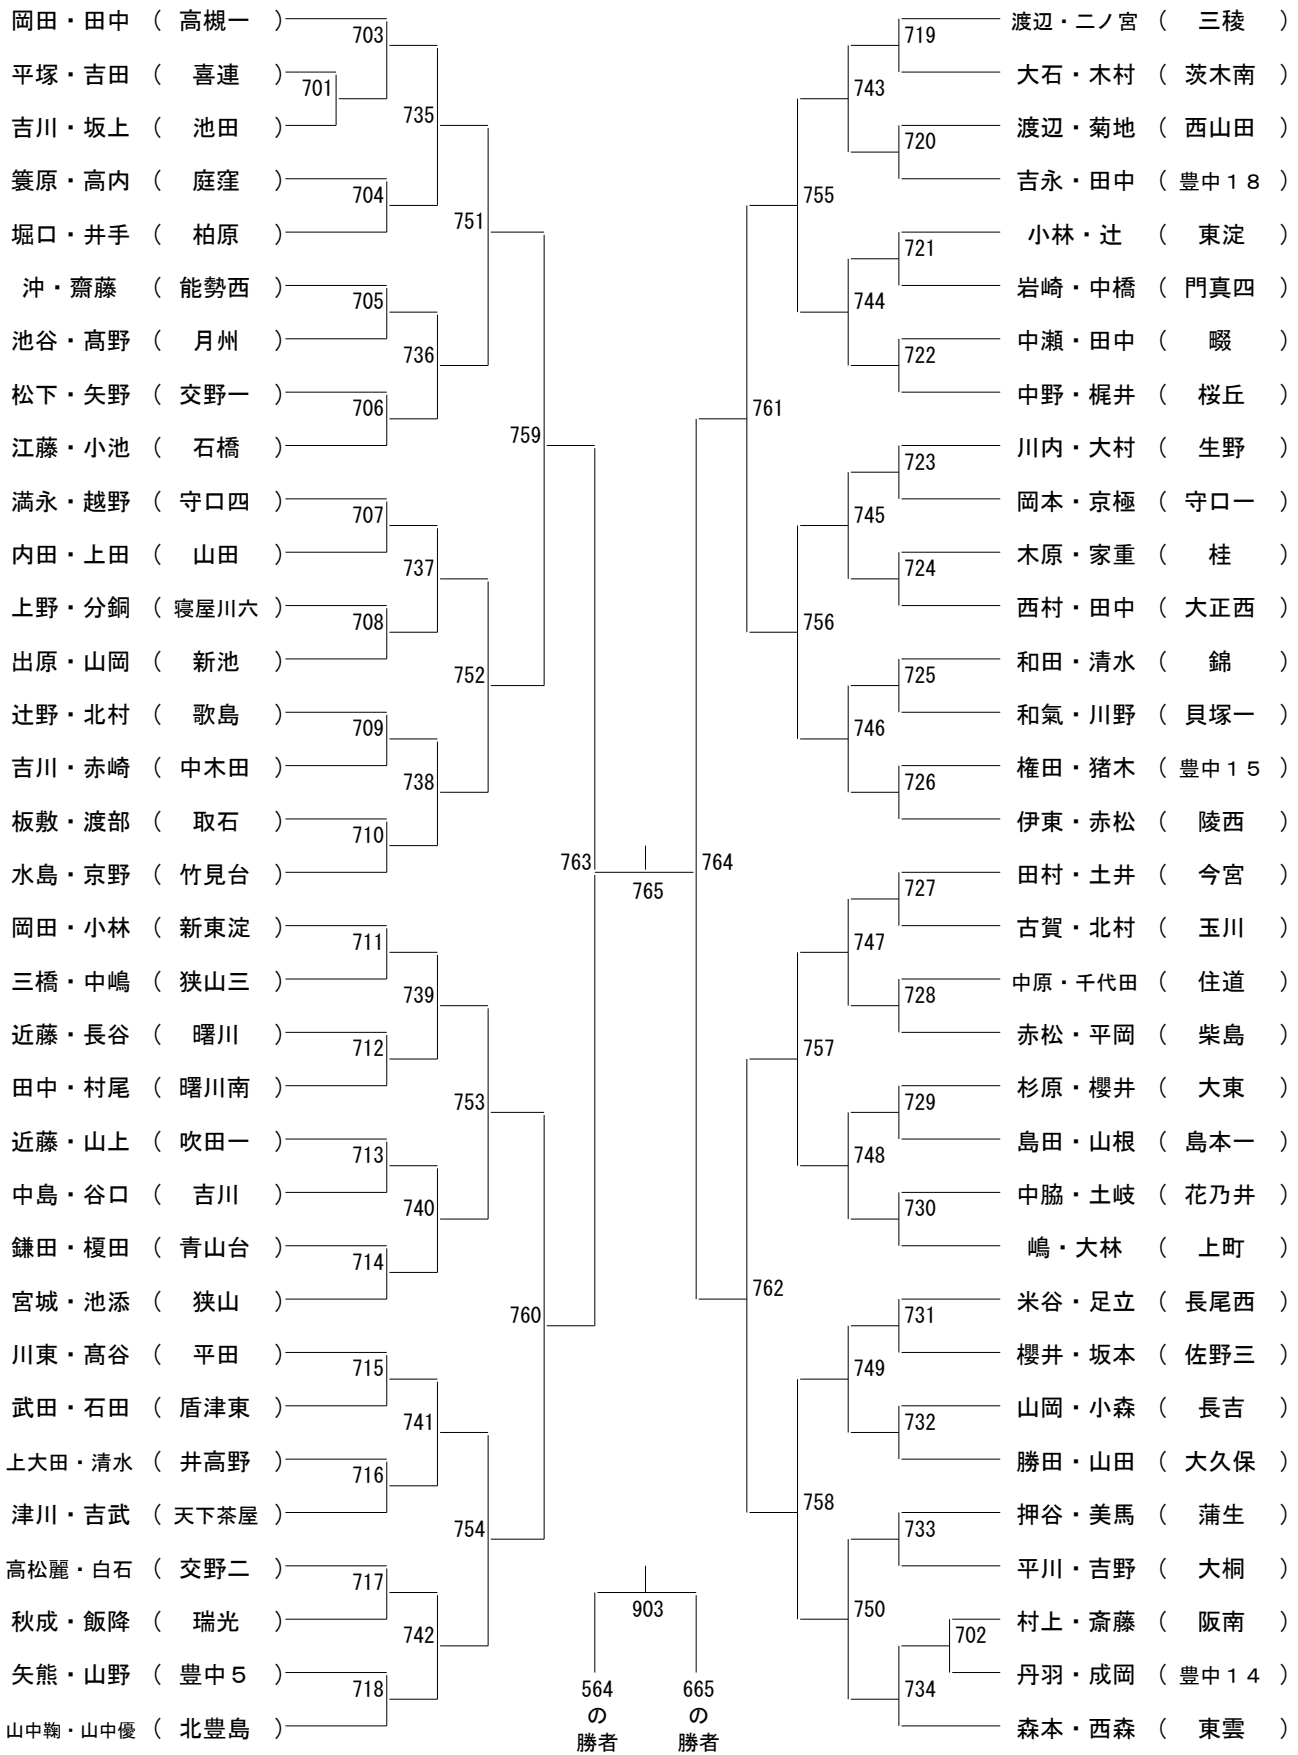 岡田・田中 （ 高槻一 ）
平塚・吉田 （ 喜連 ）
吉川・坂上 （ 池田 ）
簑原・高内 （ 庭窪 ）
堀口・井手 （ 柏原 ）
沖・齋藤 （ 能勢西 ）
池谷・髙野 （ 月州 ）
松下・矢野 （ 交野一 ）
江藤・小池 （ 石橋 ）
満永・越野 （ 守口四 ）
内田・上田 （ 山田 ）
上野・分銅 （ 寝屋川六 ）
出原・山岡 （ 新池 ）
辻野・北村 （ 歌島 ）
吉川・赤崎 （ 中木田 ）
板敷・渡部 （ 取石 ）
水島・京野 （ 竹見台 ）
岡田・小林 （ 新東淀 ）
三橋・中嶋 （ 狭山三 ）
近藤・長谷 （ 曙川 ）
田中・村尾 （ 曙川南 ）
近藤・山上 （ 吹田一 ）
中島・谷口 （ 吉川 ）
鎌田・榎田 （ 青山台 ）
宮城・池添 （ 狭山 ）
川東・髙谷 （ 平田 ）
武田・石田 （ 盾津東 ）
上大田・清水 （ 井高野 ）
津川・吉武 （ 天下茶屋 ）
高松麗・白石 （ 交野二 ）
秋成・飯降 （ 瑞光 ）
矢熊・山野 （ 豊中５ ）
山中鞠・山中優 （ 北豊島 ）
701
703
704
705
706
707
708
709
710
711
712
713
714
715
716
717
718
735
736
737
738
739
740
741
742
751
752
753
754
759
760
763
765
764
903
564
の
勝者
665
の
勝者
761
762
755
756
757
758
743
744
745
746
747
748
749
750
719
720
721
722
723
724
725
726
727
728
729
730
731
732
733
734
702
渡辺・二ノ宮 （ 三稜 ）
大石・木村 （ 茨木南 ）
渡辺・菊地 （ 西山田 ）
吉永・田中 （ 豊中１８ ）
小林・辻 （ 東淀 ）
岩崎・中橋 （ 門真四 ）
中瀬・田中 （ 畷 ）
中野・梶井 （ 桜丘 ）
川内・大村 （ 生野 ）
岡本・京極 （ 守口一 ）
木原・家重 （ 桂 ）
西村・田中 （ 大正西 ）
和田・清水 （ 錦 ）
和氣・川野 （ 貝塚一 ）
権田・猪木 （ 豊中１５ ）
伊東・赤松 （ 陵西 ）
田村・土井 （ 今宮 ）
古賀・北村 （ 玉川 ）
中原・千代田 （ 住道 ）
赤松・平岡 （ 柴島 ）
杉原・櫻井 （ 大東 ）
島田・山根 （ 島本一 ）
中脇・土岐 （ 花乃井 ）
嶋・大林 （ 上町 ）
米谷・足立 （ 長尾西 ）
櫻井・坂本 （ 佐野三 ）
山岡・小森 （ 長吉 ）
勝田・山田 （ 大久保 ）
押谷・美馬 （ 蒲生 ）
平川・吉野 （ 大桐 ）
村上・斎藤 （ 阪南 ）
丹羽・成岡 （ 豊中１４ ）
森本・西森 （ 東雲 ）